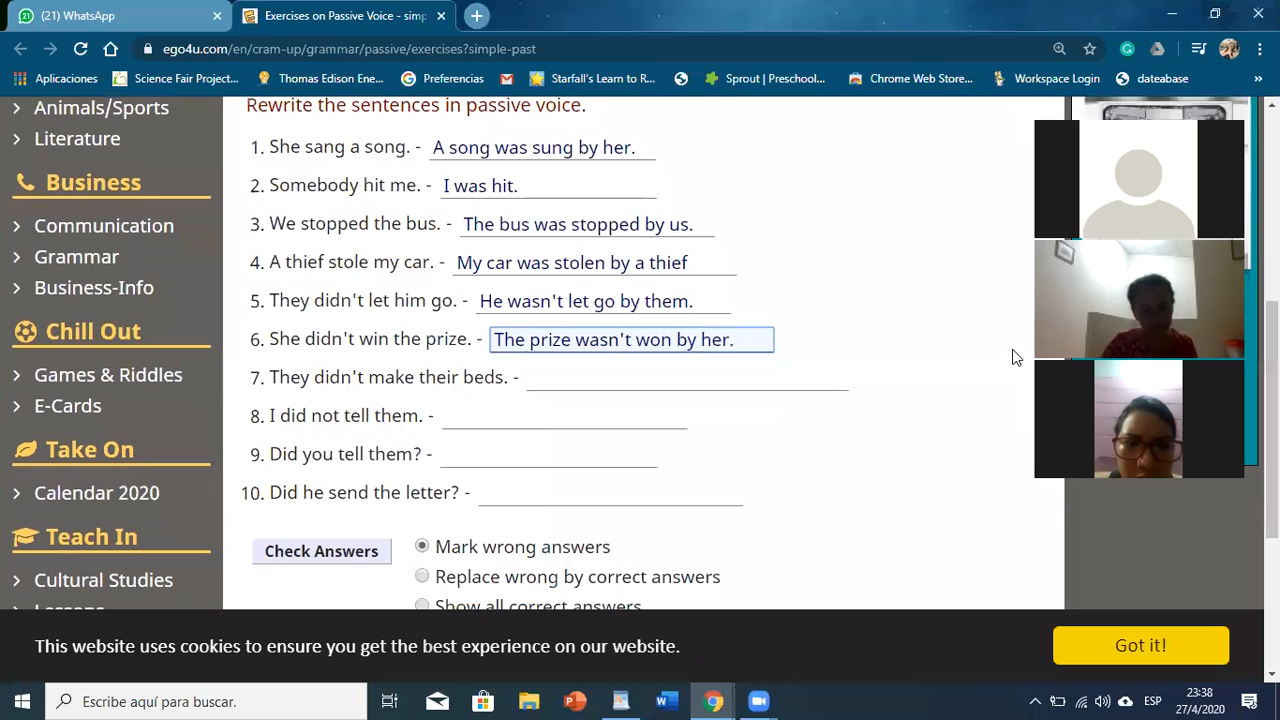 (21) WhatsApp
Exercises on Passive Voice - simp
ego4u.com/en/cram-up/grammar/passive/exercises?simple-past
Aplicaciones
Science Fair Project...
Thomas Edison Ene...
Preferencias
Starfall's Learn to R...
Sprout | Preschool...
Chrome Web Store...
Workspace Login
dateabase
Animals/Sports
Literature
Business
Communication
Grammar
Business-Info
Chill Out
Games & Riddles
E-Cards
Take On
Calendar 2020
Teach In
Cultural Studies
Lessons
Rewrite the sentences in passive voice.
1. She sang a song. - A song was sung by her.
2. Somebody hit me. - I was hit.
3. We stopped the bus. - The bus was stopped by us.
4. A thief stole my car. - My car was stolen by a thief
5. They didn't let him go. - He wasn't let go by them.
6. She didn't win the prize. - The prize wasn't won by her.
7. They didn't make their beds. -
8. I did not tell them. -
9. Did you tell them? -
10. Did he send the letter? -
Check Answers
Mark wrong answers
Replace wrong by correct answers
Show all correct answers
This website uses cookies to ensure you get the best experience on our website.
Got it!
Escribe aquí para buscar.
ESP
23:38
27/4/2020